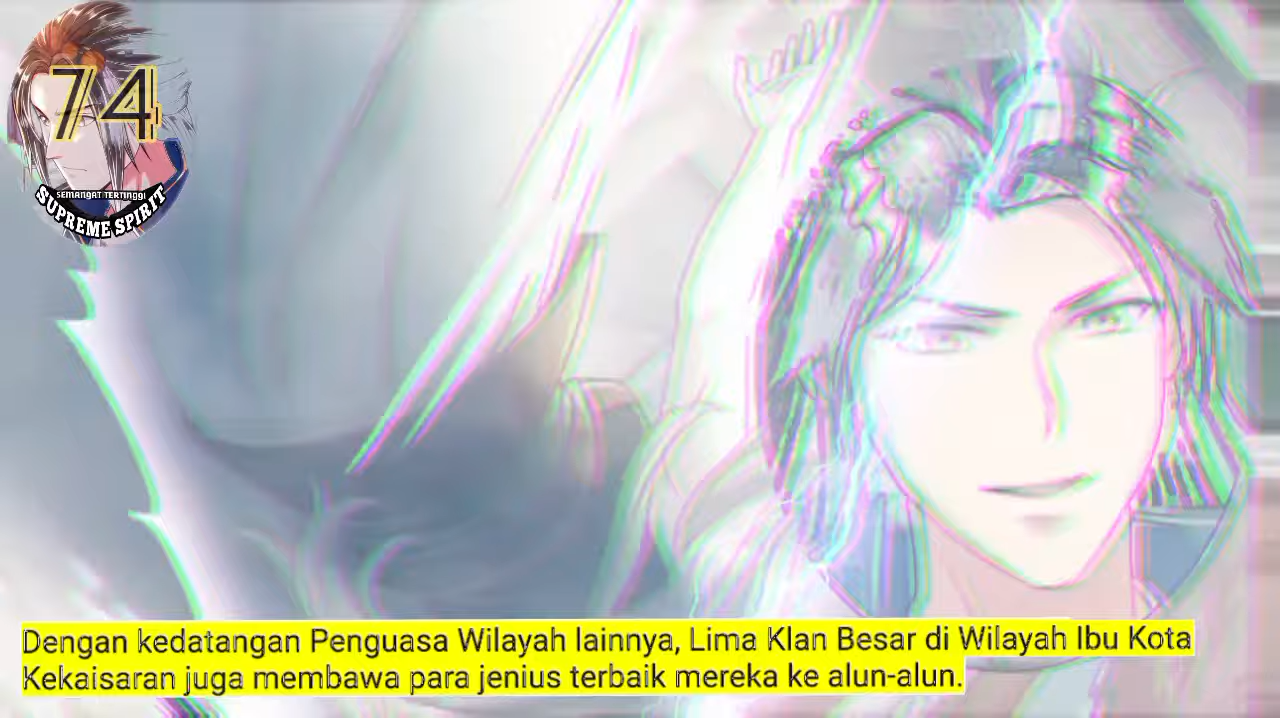 74
SEMANGAT TERTINGGI
SUPREME SPIRIT
Dengan kedatangan Penguasa Wilayah lainnya, Lima Klan Besar di Wilayah Ibu Kota
Kekaisaran juga membawa para jenius terbaik mereka ke alun-alun.